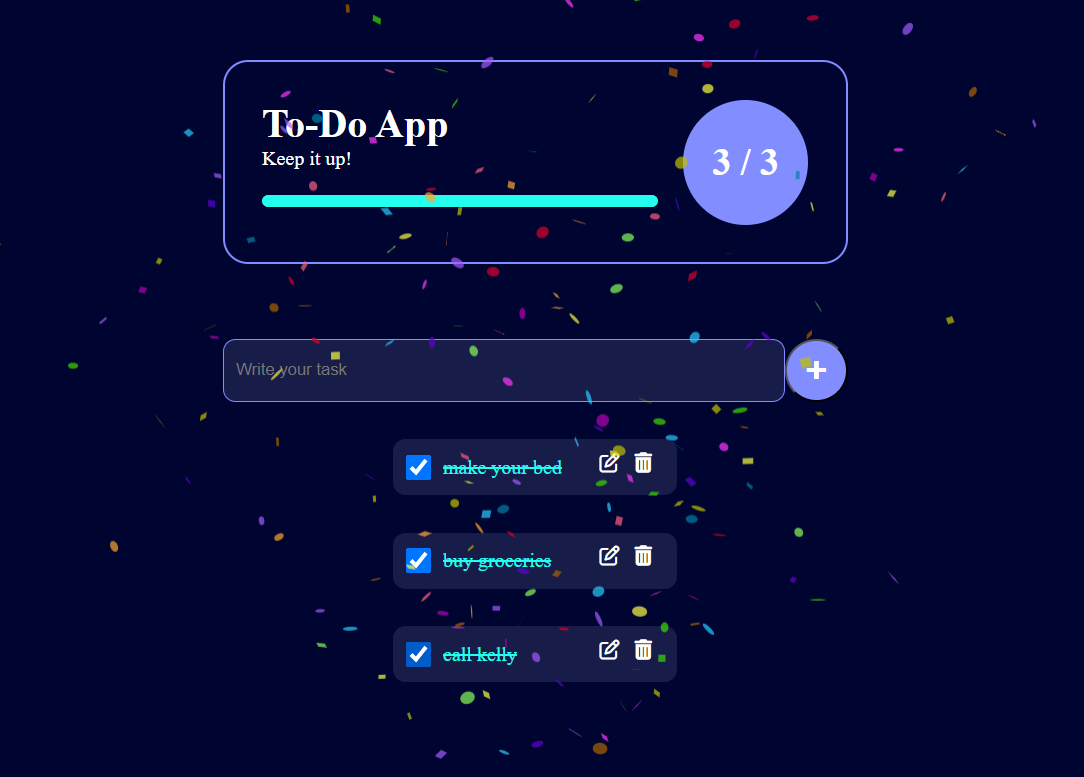 To-Do App
Keep it up!
3 / 3
Write your task
+
make your bed
buy groceries
call kelly